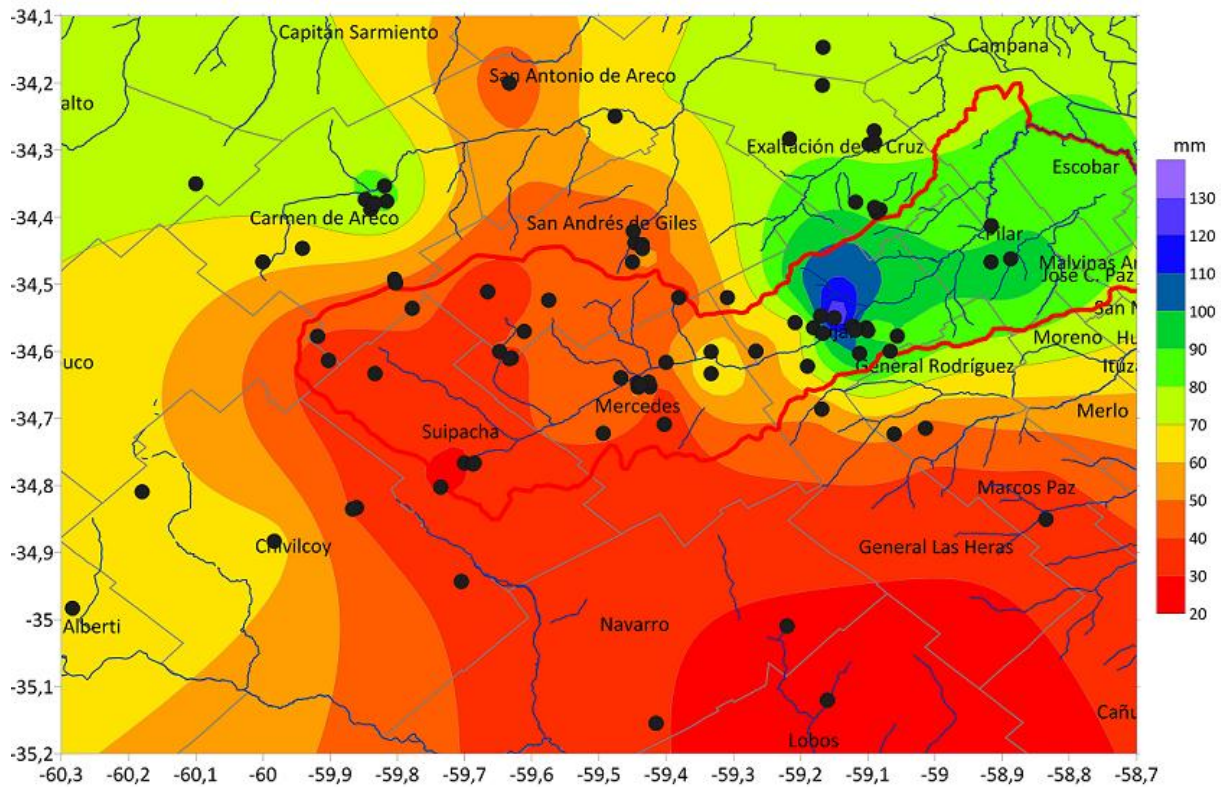 -34,1
Capitán Sarmiento
Campana
-34,2
San Antonio de Areco
alto
mm
-34,3
Exaltación de la Cruz
Escobar
130
-34,4
Carmen de Areco
San Andrés de Giles
Pilar
120
Malvinas Ar
110
-34,5
José C. Paz
100
San M
-34,6
uco
Moreno
Hu
90
General Rodríguez
Ituza
80
-34,7
Mercedes
Merlo
70
Suipacha
60
-34,8
Marcos Paz
50
-34,9
Chivilcoy
General Las Heras
40
30
-35
Alberti
Navarro
20
-35,1
Cañu
-35,2
Lobos
-60,3 -60,2 -60,1 -60 -59,9 -59,8 -59,7 -59,6 -59,5 -59,4 -59,3 -59,2 -59,1 -59 -58,9 -58,8 -58,7